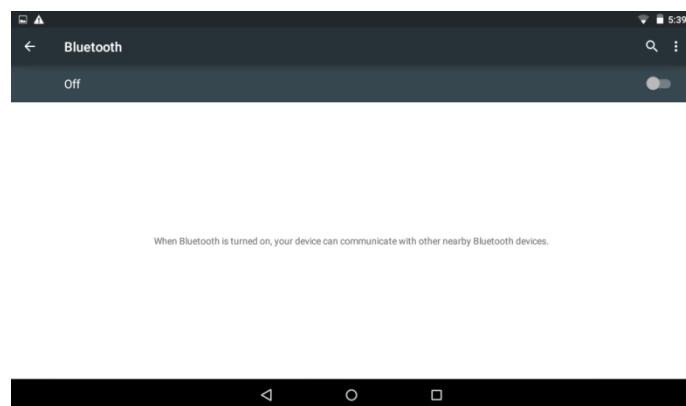 5:39
Bluetooth
Off
When Bluetooth is turned on, your device can communicate with other nearby Bluetooth devices.